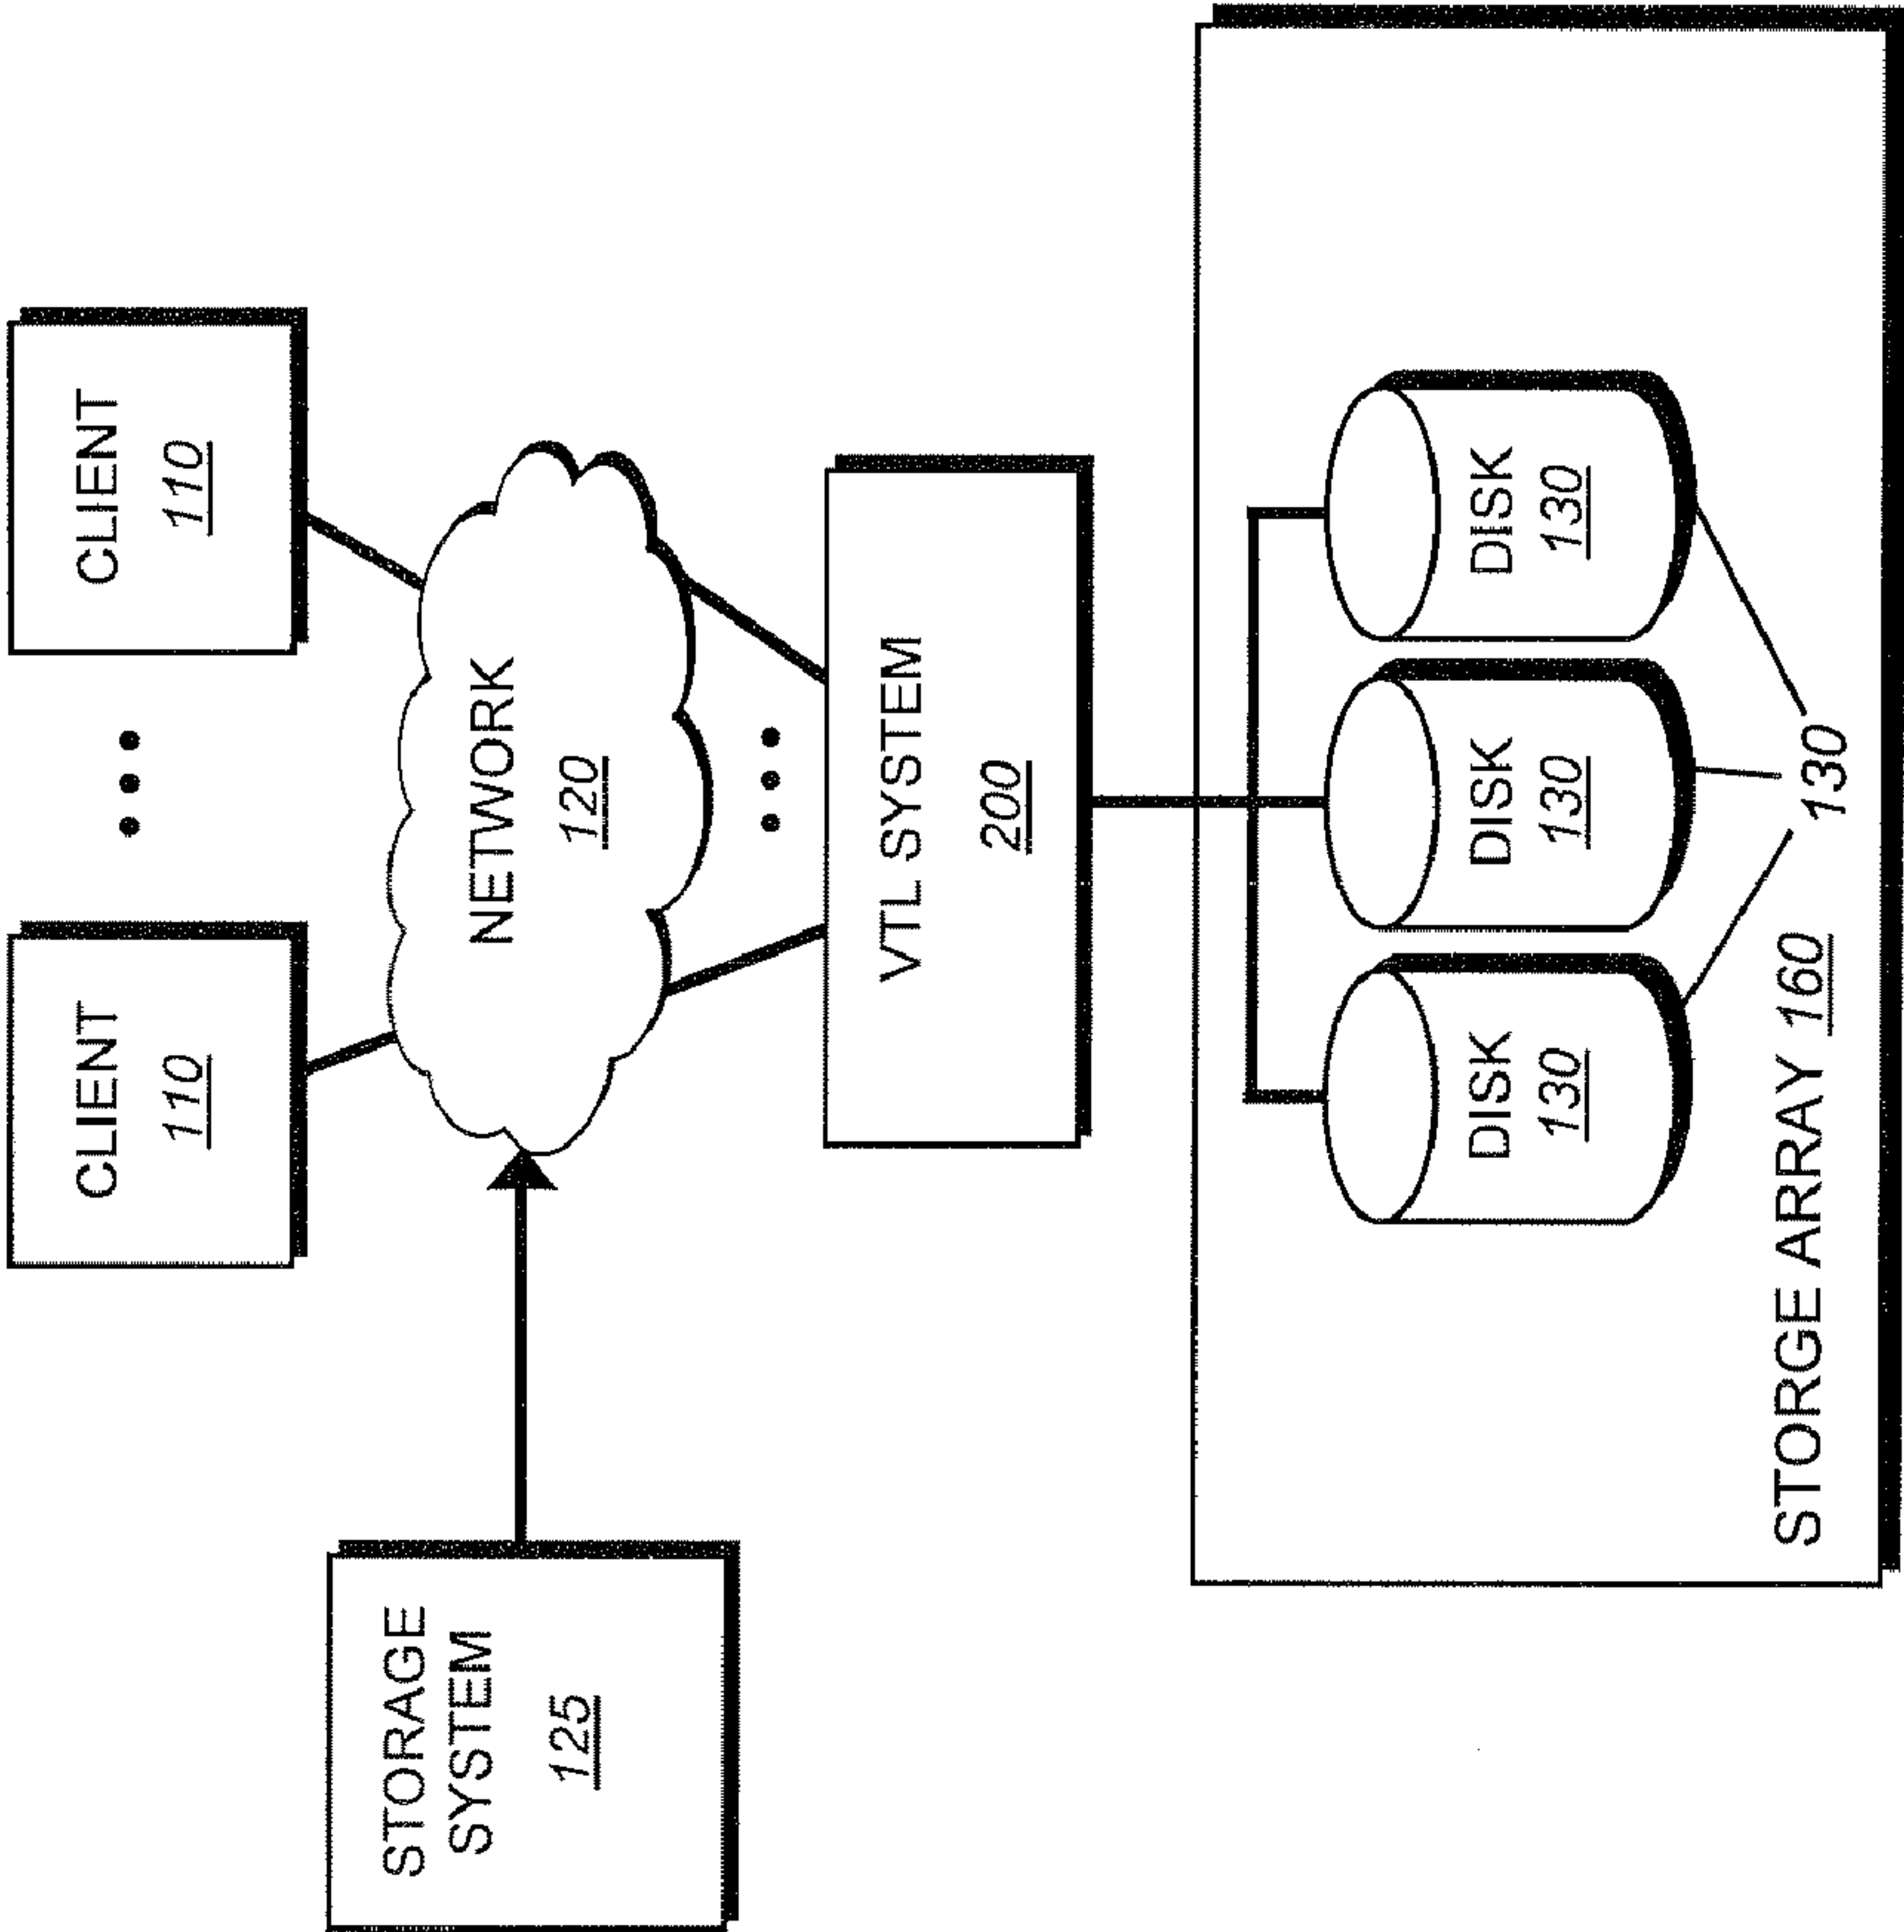 CLIENT
110
CLIENT
110
NETWORK
120
STORAGE
SYSTEM
125
VTL SYSTEM
200
DISK
130
DISK
130
DISK
130
130
STORGE ARRAY 160